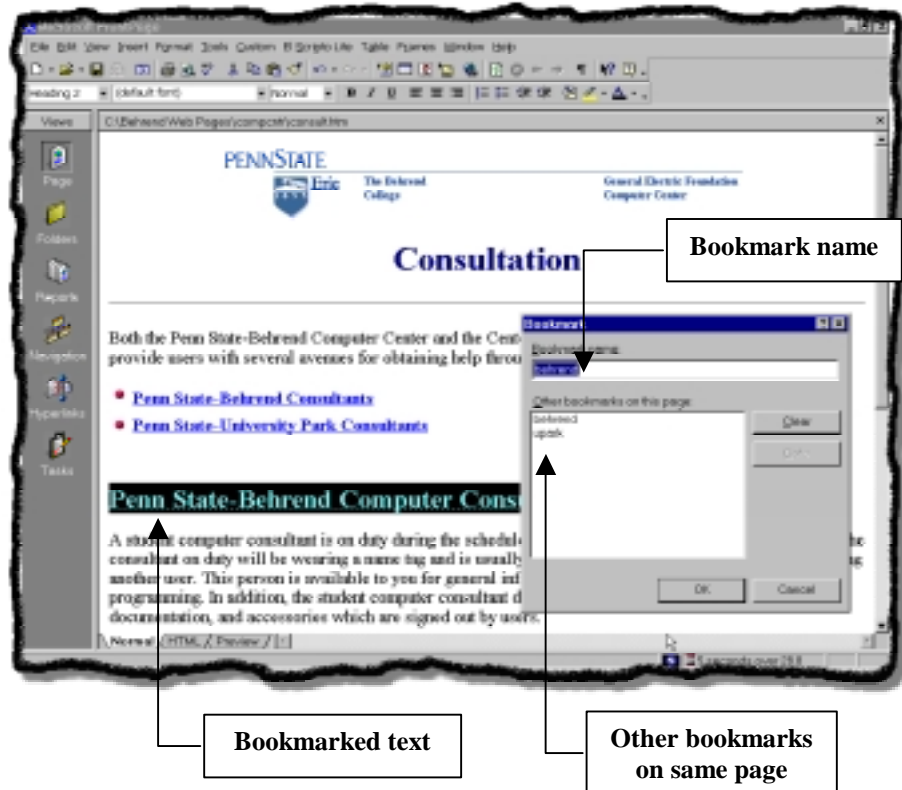 Microsoft FrontPage
File Edit View Insert Format Tools Custom Table Frames Window Help
Heading 2 (default font) Normal B I U
Views C:\Behrend\Web Pages\compcntr\consult.htm
PENNSTATE
Erie The Behrend General Electric Foundation
College Computer Center
Page
Folders
Reports
Navigation
Hyperlinks
Tasks
Consultation
Bookmark name
Both the Penn State-Behrend Computer Center and the Cent
provide users with several avenues for obtaining help throu
Penn State-Behrend Consultants
Penn State-University Park Consultants
Penn State-Behrend Computer Consu
A student computer consultant is on duty during the schedule the
consultant on duty will be wearing a name tag and is usually ing
another user. This person is available to you for general inf
programming. In addition, the student computer consultant d
documentation, and accessories which are signed out by users.
Bookmark
Bookmark name:
behrend
Other bookmarks on this page:
behrend
upark
Clear
Goto
OK Cancel
Normal HTML Preview
Bookmarked text
Other bookmarks
on same page